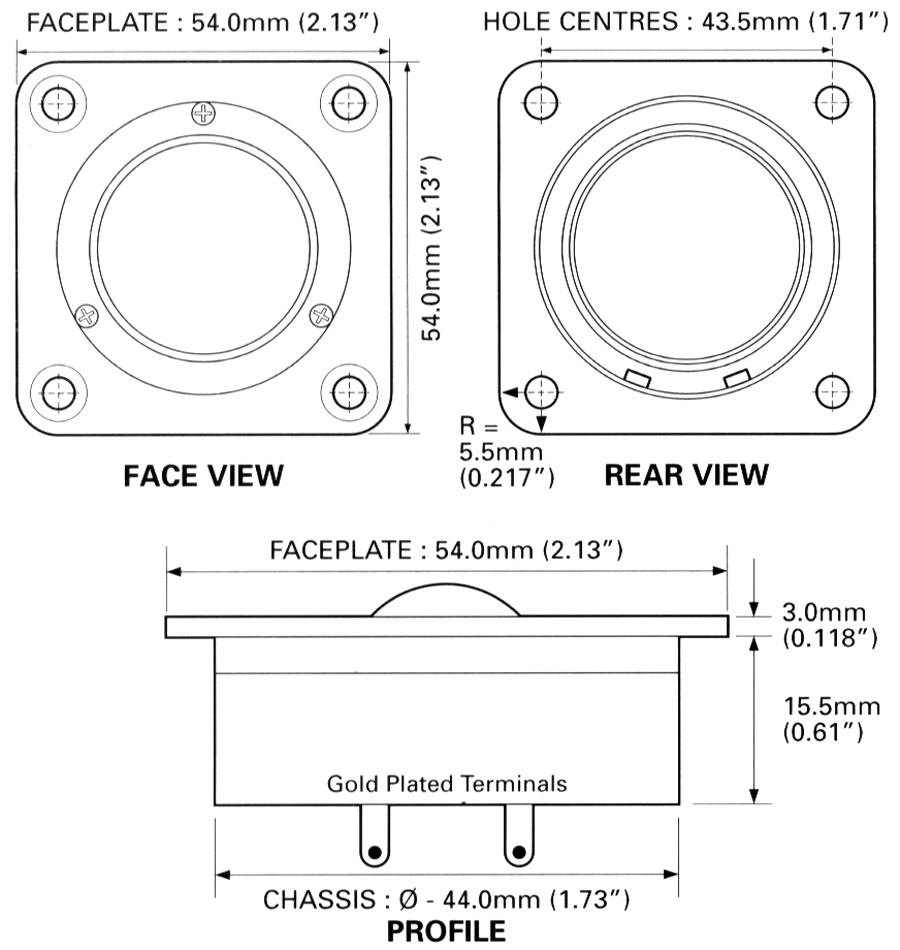 FACEPLATE : 54.0mm (2.13″)
HOLE CENTRES : 43.5mm (1.71″)
54.0mm (2.13″)
R =
5.5mm
(0.217″)
FACE VIEW
REAR VIEW
FACEPLATE : 54.0mm (2.13″)
3.0mm
(0.118″)
15.5mm
(0.61″)
Gold Plated Terminals
CHASSIS : Ø - 44.0mm (1.73″)
PROFILE